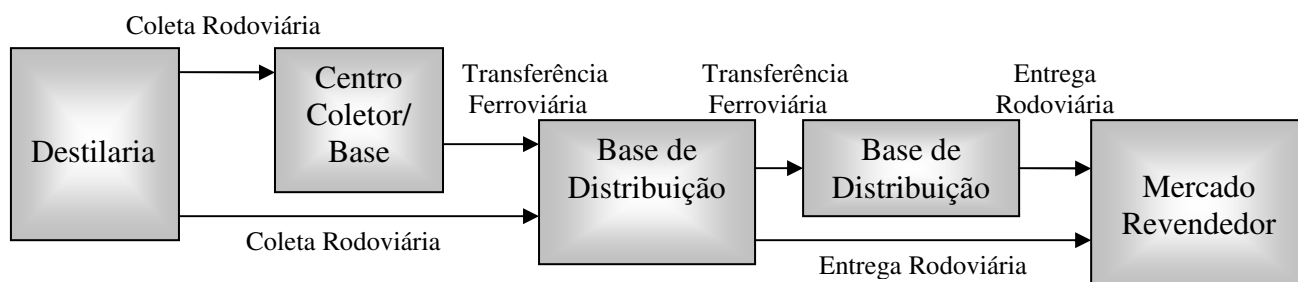 Coleta Rodoviária
Destilaria
Centro
Coletor/
Base
Transferência
Ferroviária
Coleta Rodoviária
Base de
Distribuição
Transferência
Ferroviária
Base de
Distribuição
Entrega
Rodoviária
Entrega Rodoviária
Mercado
Revendedor